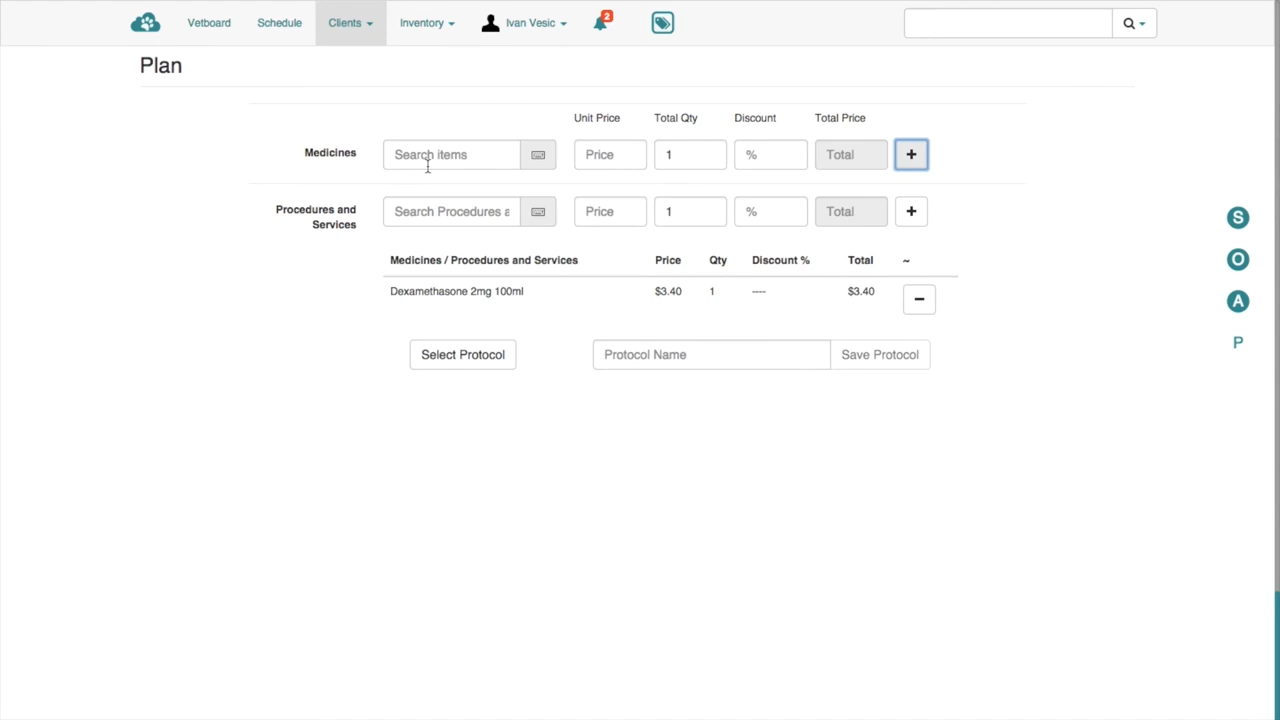 Vetboard Schedule Clients Inventory Ivan Vesic 2
Plan
Unit Price Total Qty Discount Total Price
Medicines Search items Price 1 % Total +
Procedures and Services Search Procedures a Price 1 % Total +
Medicines / Procedures and Services Price Qty Discount % Total ~
Dexamethasone 2mg 100ml $3.40 1 ---- $3.40 −
Select Protocol Protocol Name Save Protocol
S
O
A
P